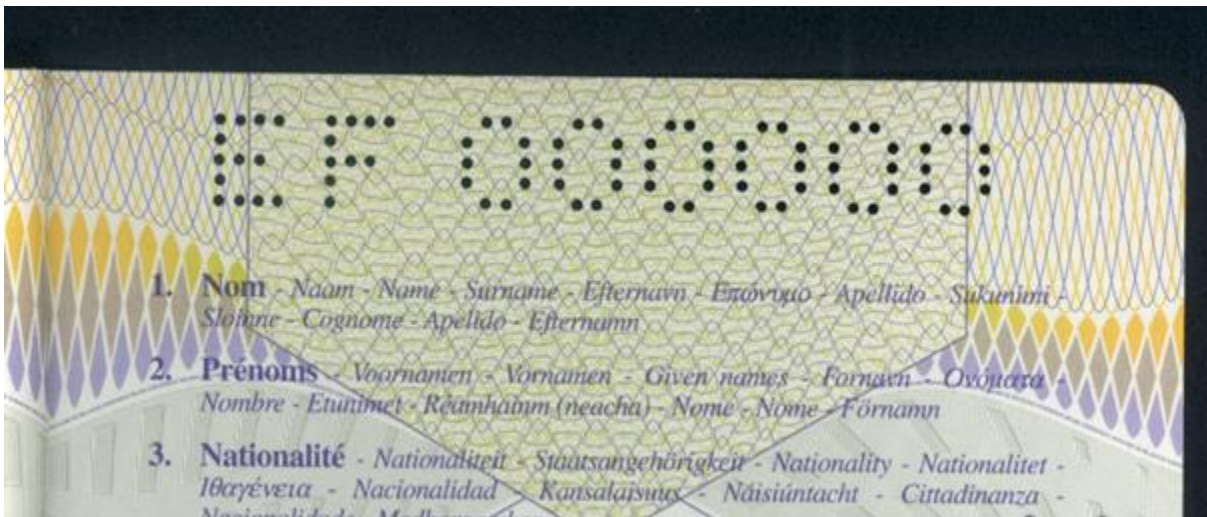 EF 000000
1. Nom - Naam - Name - Surname - Efternavn - Επώνυμο - Apellido - Sukunimi -
Sloinne - Cognome - Apelido - Efternamn
2. Prénoms - Voornamen - Vornamen - Given names - Fornavn - Ονόματα -
Nombre - Etunimet - Réamhainm (neacha) - Nome - Nome - Förnamn
3. Nationalité - Nationaliteit - Staatsangehörigkeit - Nationality - Nationalitet -
Ιθαγένεια - Nacionalidad - Kansalaisuus - Náisiúntacht - Cittadinanza -